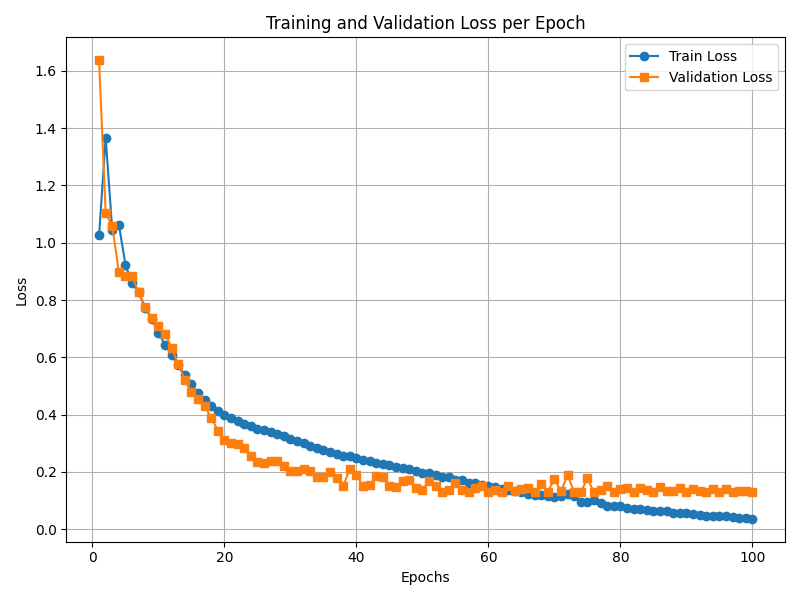 Training and Validation Loss per Epoch
Train Loss
Validation Loss
1.6
1.4
1.2
1.0
0.8
0.6
0.4
0.2
0.0
Loss
0 20 40 60 80 100
Epochs